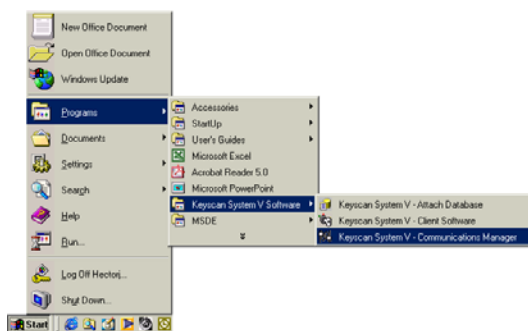 New Office Document
Open Office Document
Windows Update
Programs
Documents
Settings
Search
Help
Run...
Log Off Hectorj...
Shut Down...
Start
Accessories
StartUp
User's Guides
Microsoft Excel
Acrobat Reader 5.0
Microsoft PowerPoint
Keyscan System V Software
MSDE
Keyscan System V - Attach Database
Keyscan System V - Client Software
Keyscan System V - Communications Manager